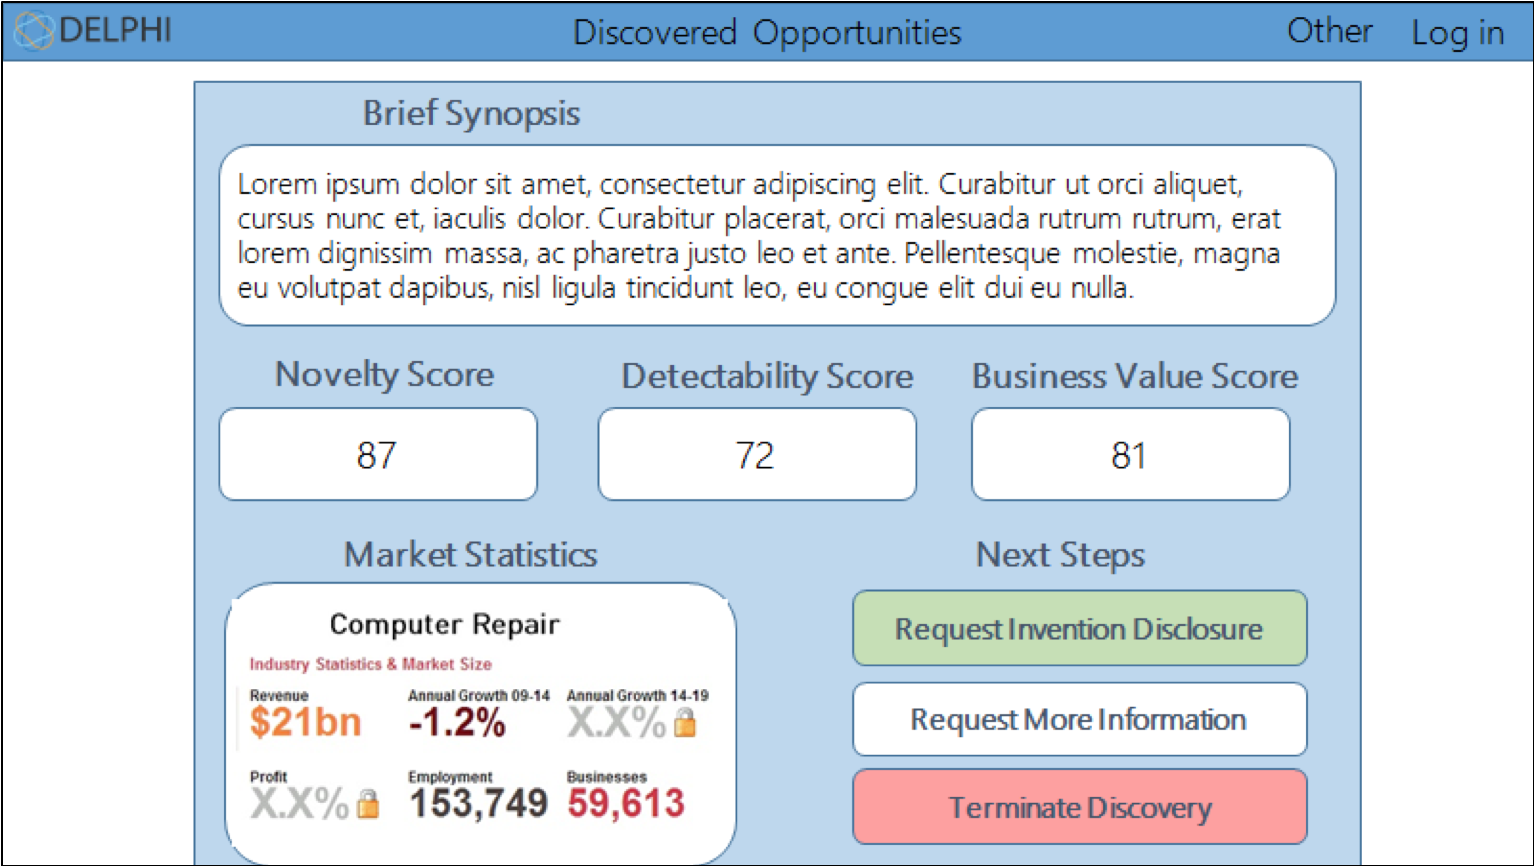 DELPHI
Discovered Opportunities
Other
Log in
Brief Synopsis
Lorem ipsum dolor sit amet, consectetur adipiscing elit. Curabitur ut orci aliquet,
cursus nunc et, iaculis dolor. Curabitur placerat, orci malesuada rutrum rutrum, erat
lorem dignissim massa, ac pharetra justo leo et ante. Pellentesque molestie, magna
eu volutpat dapibus, nisl ligula tincidunt leo, eu congue elit dui eu nulla.
Novelty Score
87
Detectability Score
72
Business Value Score
81
Market Statistics
Computer Repair
Industry Statistics & Market Size
Revenue
$21bn
Annual Growth 09-14
-1.2%
Annual Growth 14-19
X.X%
Profit
X.X%
Employment
153,749
Businesses
59,613
Next Steps
Request Invention Disclosure
Request More Information
Terminate Discovery